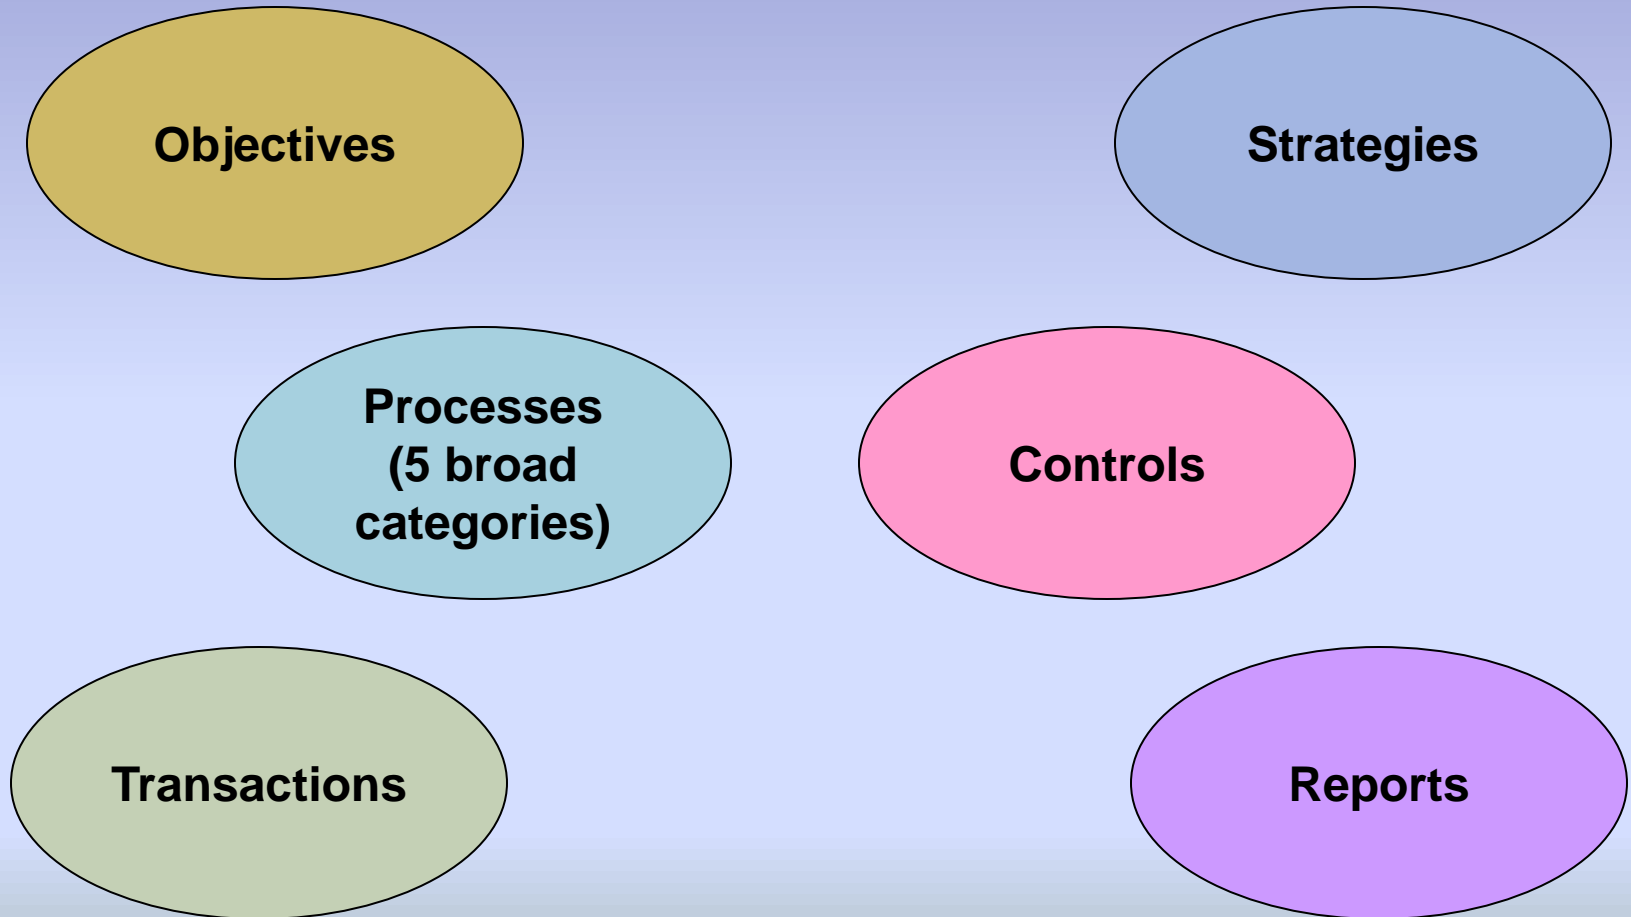 Objectives
Strategies
Processes
(5 broad
categories)
Controls
Transactions
Reports